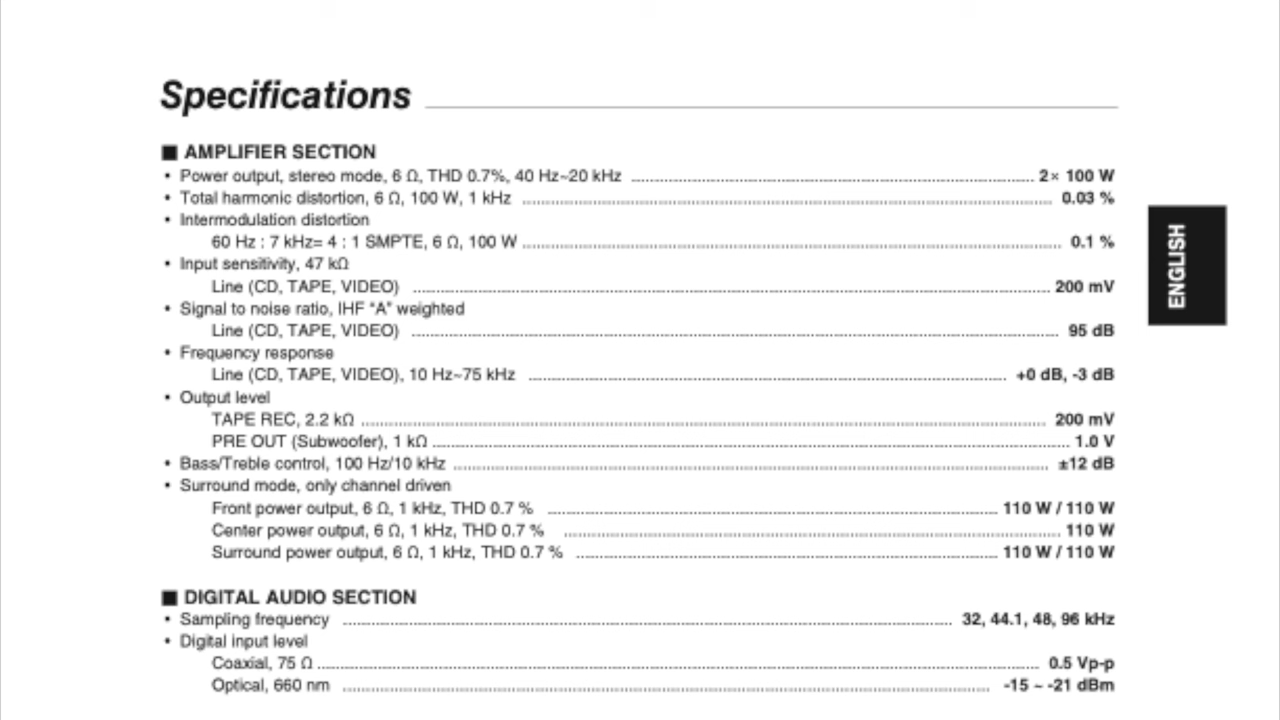 Specifications
■ AMPLIFIER SECTION
• Power output, stereo mode, 6 Ω, THD 0.7%, 40 Hz~20 kHz 2× 100 W
• Total harmonic distortion, 6 Ω, 100 W, 1 kHz 0.03 %
• Intermodulation distortion
60 Hz : 7 kHz= 4 : 1 SMPTE, 6 Ω, 100 W 0.1 %
• Input sensitivity, 47 kΩ
Line (CD, TAPE, VIDEO) 200 mV
• Signal to noise ratio, IHF "A" weighted
Line (CD, TAPE, VIDEO) 95 dB
• Frequency response
Line (CD, TAPE, VIDEO), 10 Hz~75 kHz +0 dB, -3 dB
• Output level
TAPE REC, 2.2 kΩ 200 mV
PRE OUT (Subwoofer), 1 kΩ 1.0 V
• Bass/Treble control, 100 Hz/10 kHz ±12 dB
• Surround mode, only channel driven
Front power output, 6 Ω, 1 kHz, THD 0.7 % 110 W / 110 W
Center power output, 6 Ω, 1 kHz, THD 0.7 % 110 W
Surround power output, 6 Ω, 1 kHz, THD 0.7 % 110 W / 110 W
■ DIGITAL AUDIO SECTION
• Sampling frequency 32, 44.1, 48, 96 kHz
• Digital input level
Coaxial, 75 Ω 0.5 Vp-p
Optical, 660 nm -15 ~ -21 dBm
ENGLISH